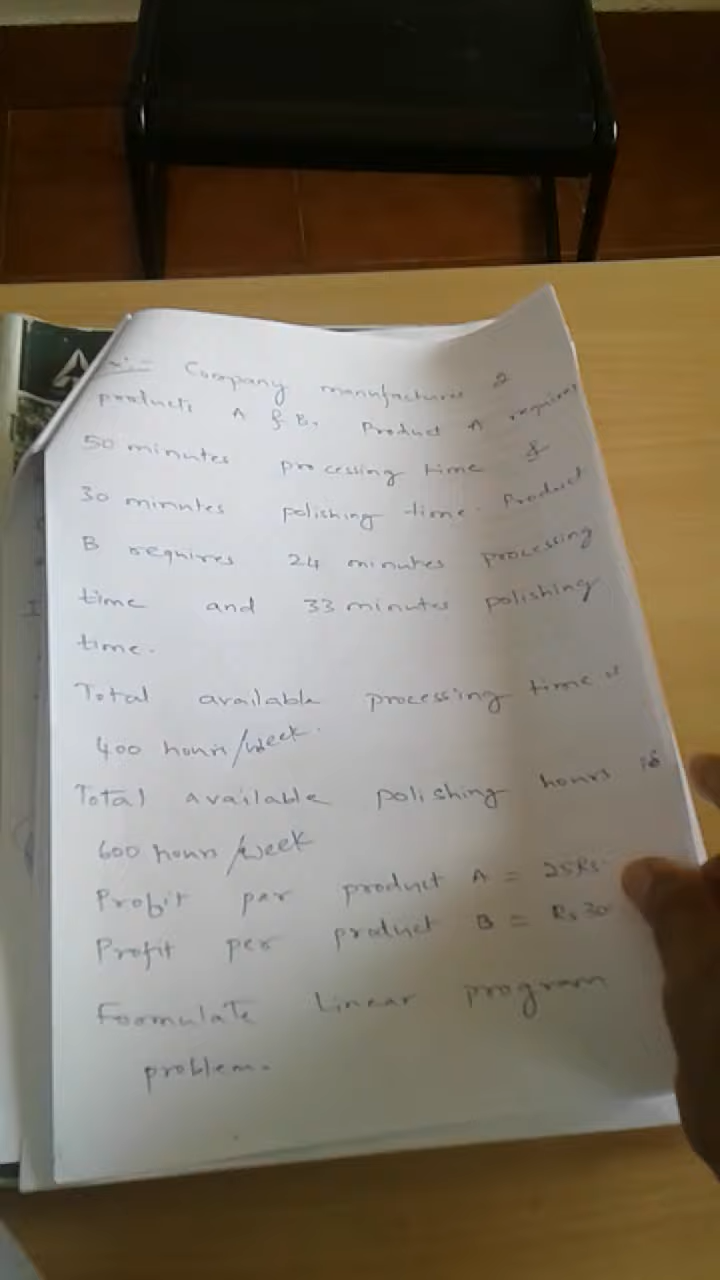 Ex:- Company manufactures 2
products A & B. Product A requires
50 minutes processing time &
30 minutes polishing time. Product
B requires 24 minutes processing
time and 33 minutes polishing
time.
Total available processing time is
400 hours/week.
Total available polishing hours is
600 hours/week
Profit per product A = 25Rs.
Profit per product B = Rs 30
Formulate Linear program
problem.
A